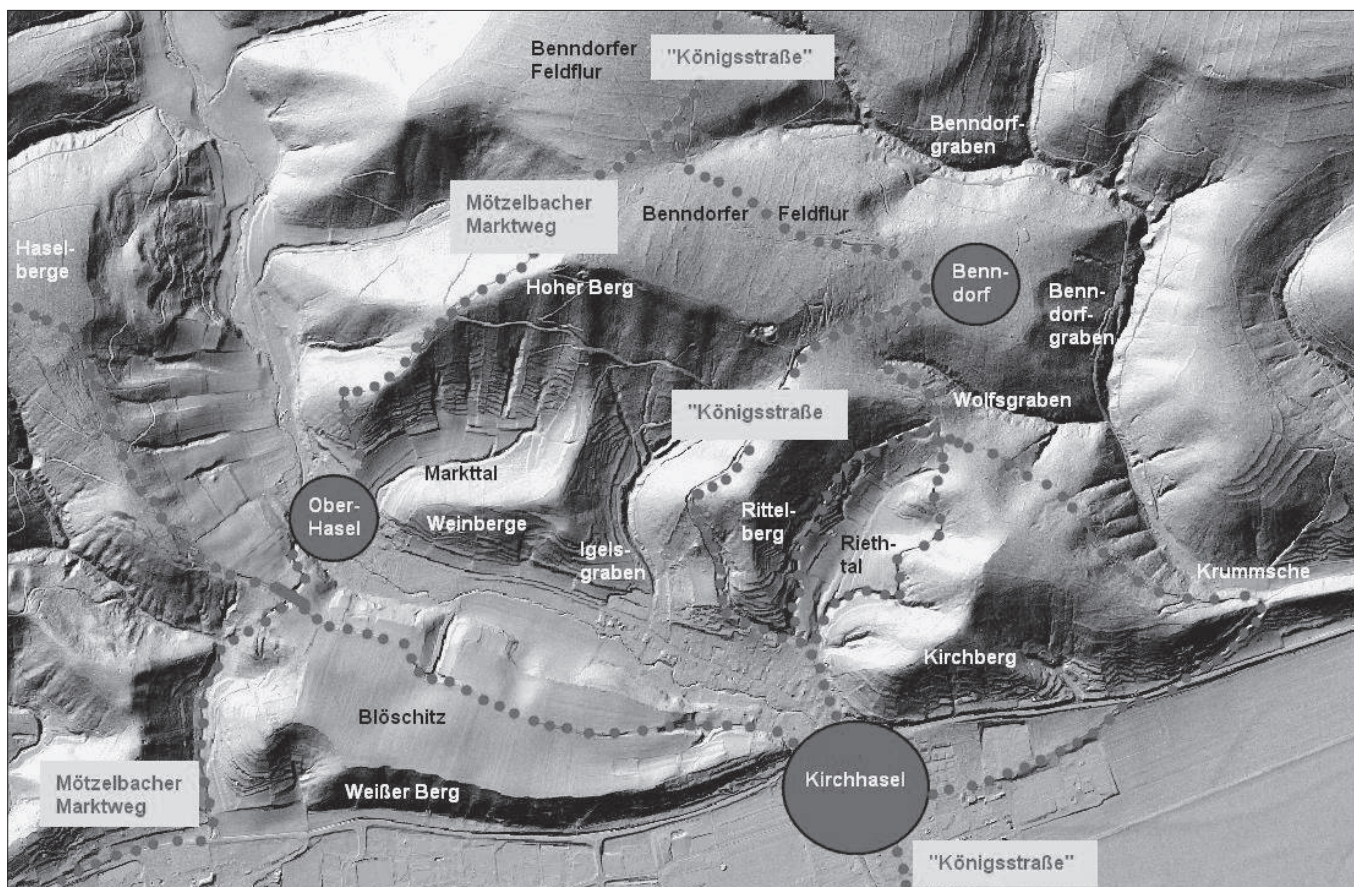 Benndorfer
Feldflur
"Königsstraße"
Benndorf-
graben
Mötzelbacher
Marktweg
Benndorfer Feldflur
Hasel-
berge
Hoher Berg
Benn-
dorf
Benn-
dorf-
graben
"Königsstraße
Wolfsgraben
Markttal
Ober-
Hasel
Weinberge
Rittel-
berg
Rieth-
tal
Igels-
graben
Krummsche
Kirchberg
Blöschitz
Mötzelbacher
Marktweg
Weißer Berg
Kirchhasel
"Königsstraße"